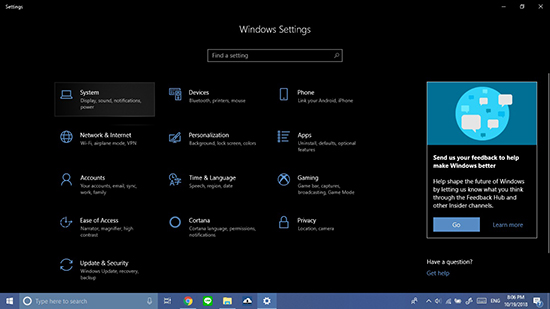 Settings
Windows Settings
Find a setting
System
Display, sound, notifications,
power
Devices
Bluetooth, printers, mouse
Phone
Link your Android, iPhone
Network & Internet
Wi-Fi, airplane mode, VPN
Personalization
Background, lock screen, colors
Apps
Uninstall, defaults, optional
features
Accounts
Your accounts, email, sync,
work, family
Time & Language
Speech, region, date
Gaming
Game bar, captures,
broadcasting, Game Mode
Ease of Access
Narrator, magnifier, high
contrast
Cortana
Cortana language, permissions,
notifications
Privacy
Location, camera
Update & Security
Windows Update, recovery,
backup
Send us your feedback to help
make Windows better
Help shape the future of Windows
by letting us know what you think
through the Feedback Hub and
other Insider channels.
Go
Learn more
Have a question?
Get help
Type here to search
ENG
8:06 PM
10/19/2018